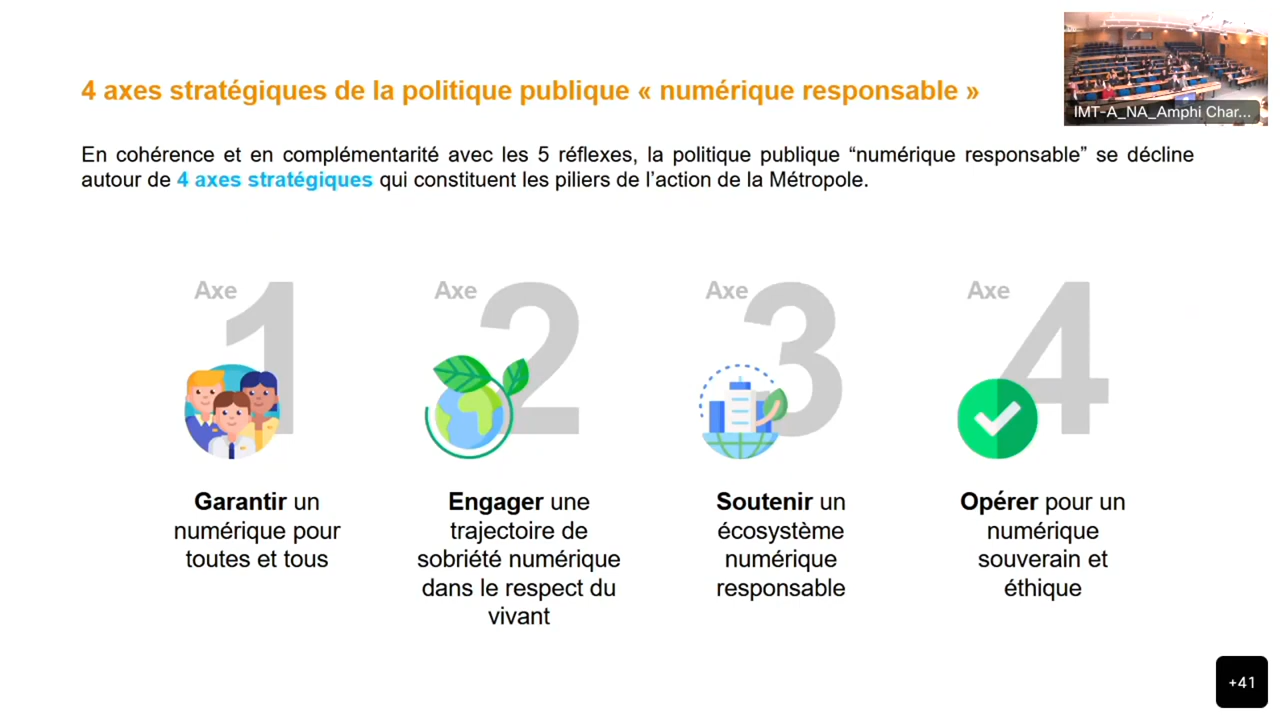 4 axes stratégiques de la politique publique « numérique responsable »
IMT-A_NA_Amphi Char...
En cohérence et en complémentarité avec les 5 réflexes, la politique publique “numérique responsable” se décline
autour de 4 axes stratégiques qui constituent les piliers de l’action de la Métropole.
Axe 1
Garantir un
numérique pour
toutes et tous
Axe 2
Engager une
trajectoire de
sobriété numérique
dans le respect du
vivant
Axe 3
Soutenir un
écosystème
numérique
responsable
Axe 4
Opérer pour un
numérique
souverain et
éthique
+41